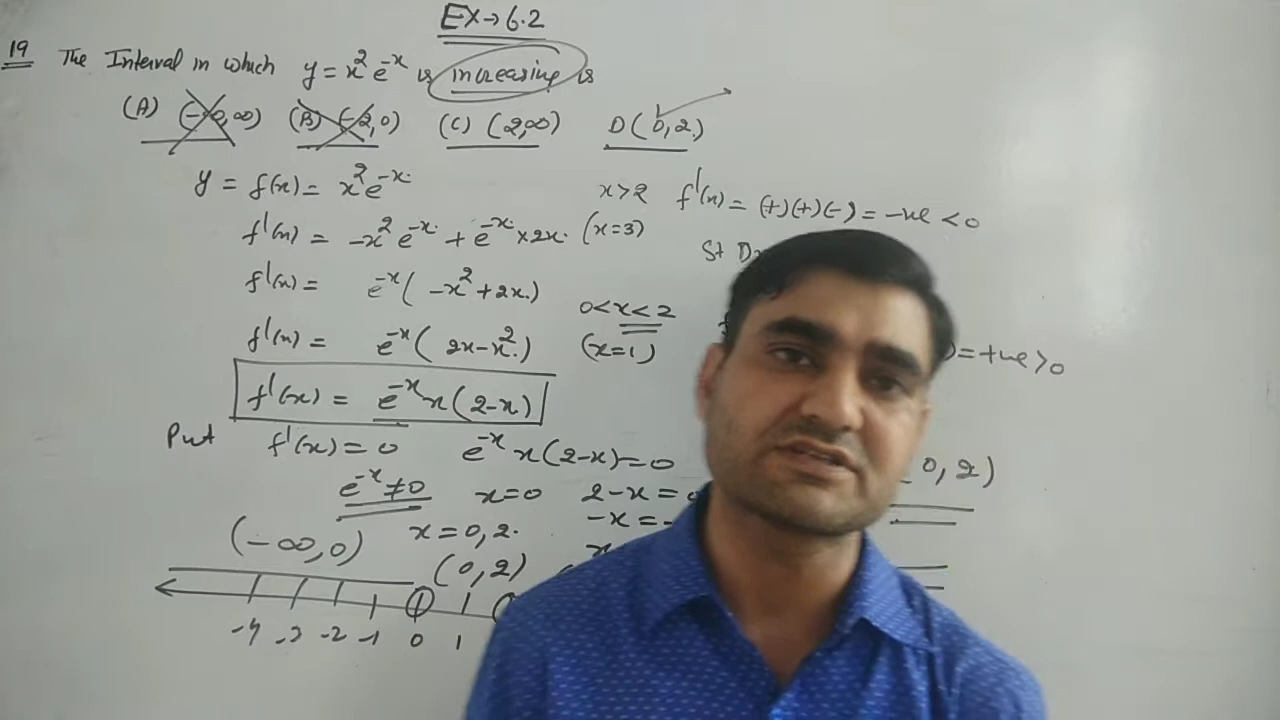 EX→6.2
19 The Interval in which y = x²e⁻ˣ is increasing is
(A) (-∞,∞) (B) (-2,0) (C) (2,∞) D (0,2)
y = f(x) = x²e⁻ˣ
x>2 f'(x) = (+)(+)(-) = -ve < 0
f'(x) = -x²e⁻ˣ + e⁻ˣ×2x. (x=3)
St
f'(x) = e⁻ˣ( -x²+2x.)
0<x<2
f'(x) = e⁻ˣ( 2x-x².) (x=1)
= +ve >0
f'(x) = e⁻ˣ x(2-x)
Put f'(x) = 0 e⁻ˣ x(2-x)=0
0,2)
e⁻ˣ ≠0 x=0 2-x =
-x =
(-∞,0) x=0,2.
(0,2)
-4 -3 -2 -1 0 1